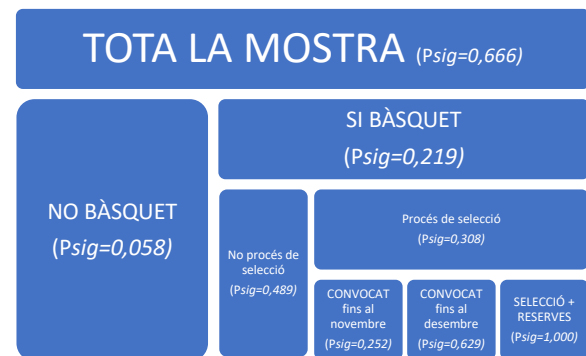 TOTA LA MOSTRA (Psig=0,666)
NO BÀSQUET
(Psig=0,058)
SI BÀSQUET
(Psig=0,219)
No procés de
selecció
(Psig=0,489)
Procés de selecció
(Psig=0,308)
CONVOCAT
fins al
novembre
(Psig=0,252)
CONVOCAT
fins al
desembre
(Psig=0,629)
SELECCIÓ +
RESERVES
(Psig=1,000)